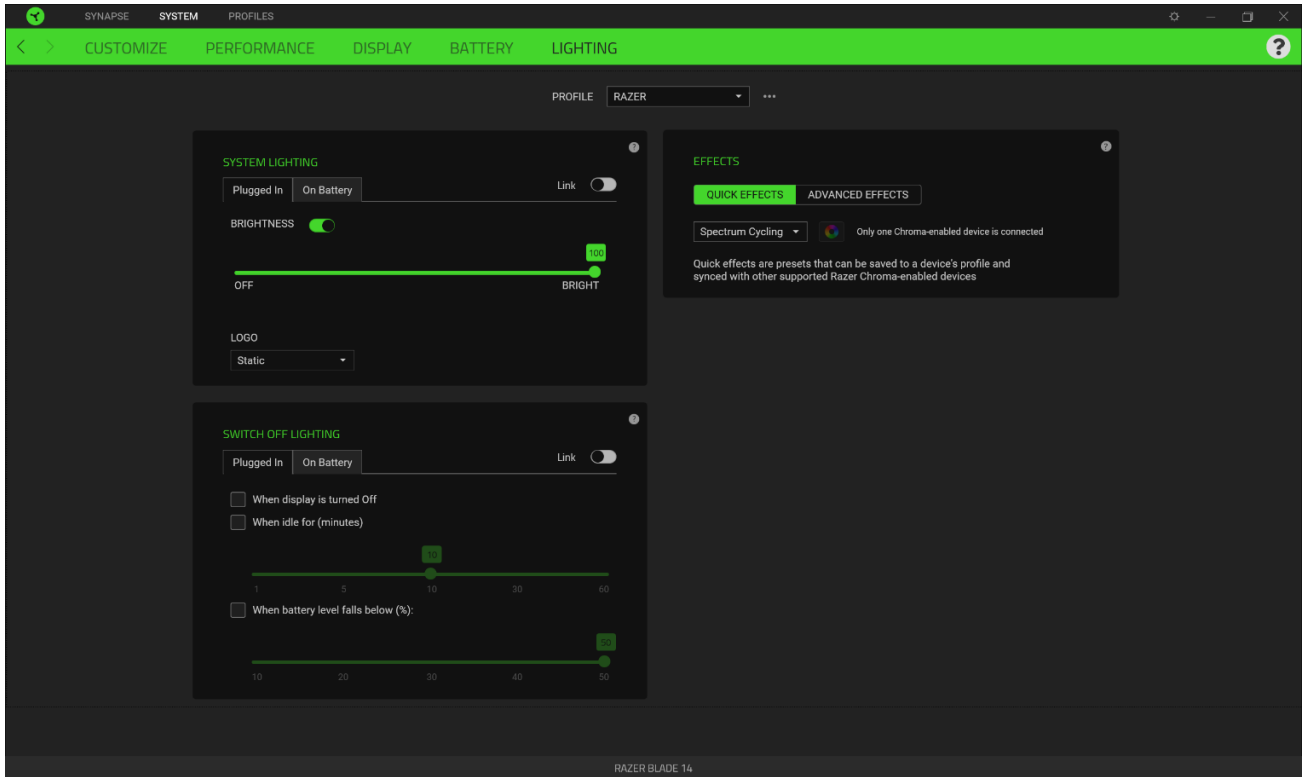 SYNAPSE SYSTEM PROFILES
CUSTOMIZE PERFORMANCE DISPLAY BATTERY LIGHTING ?
PROFILE RAZER
SYSTEM LIGHTING
Plugged In On Battery Link
BRIGHTNESS
100
OFF BRIGHT
LOGO
Static
EFFECTS
QUICK EFFECTS ADVANCED EFFECTS
Spectrum Cycling Only one Chroma-enabled device is connected
Quick effects are presets that can be saved to a device's profile and
synced with other supported Razer Chroma-enabled devices
SWITCH OFF LIGHTING
Plugged In On Battery Link
When display is turned Off
When idle for (minutes)
10
1 5 10 30 60
When battery level falls below (%):
50
10 20 30 40 50
RAZER BLADE 14